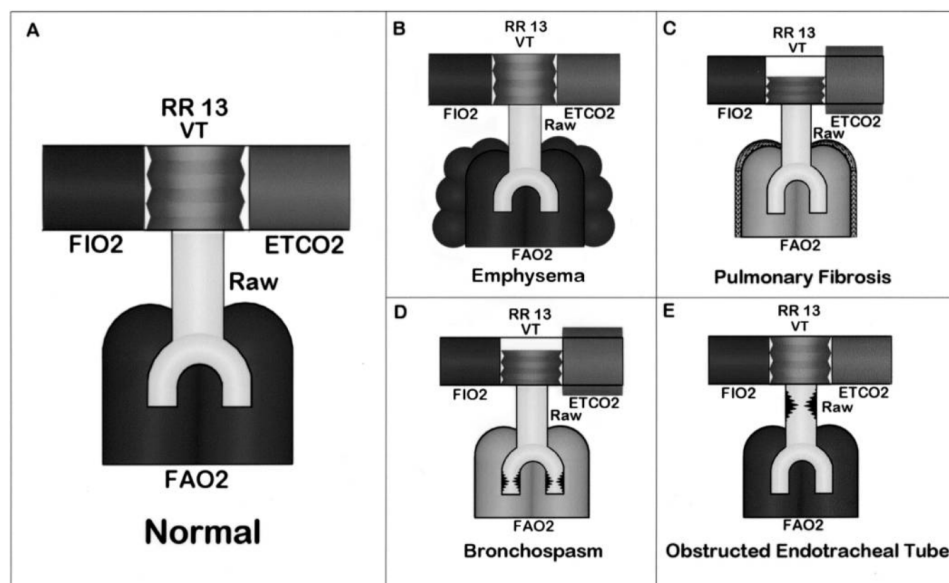 A
RR 13
VT
FIO2
ETCO2
Raw
FAO2
Normal
B
RR 13
VT
FIO2
ETCO2
Raw
FAO2
Emphysema
C
RR 13
VT
FIO2
ETCO2
Raw
FAO2
Pulmonary Fibrosis
D
RR 13
VT
FIO2
ETCO2
Raw
FAO2
Bronchospasm
E
RR 13
VT
FIO2
ETCO2
Raw
FAO2
Obstructed Endotracheal Tube